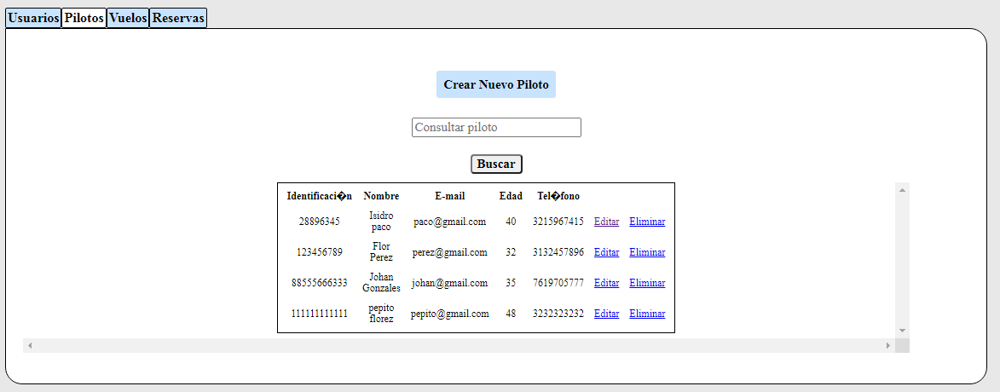 Usuarios Pilotos Vuelos Reservas
Crear Nuevo Piloto
Consultar piloto
Buscar
Identificaci�n Nombre E-mail Edad Tel�fono
28896345 Isidro paco paco@gmail.com 40 3215967415 Editar Eliminar
123456789 Flor Perez perez@gmail.com 32 3132457896 Editar Eliminar
88555666333 Johan Gonzales johan@gmail.com 35 7619705777 Editar Eliminar
111111111111 pepito florez pepito@gmail.com 48 3232323232 Editar Eliminar